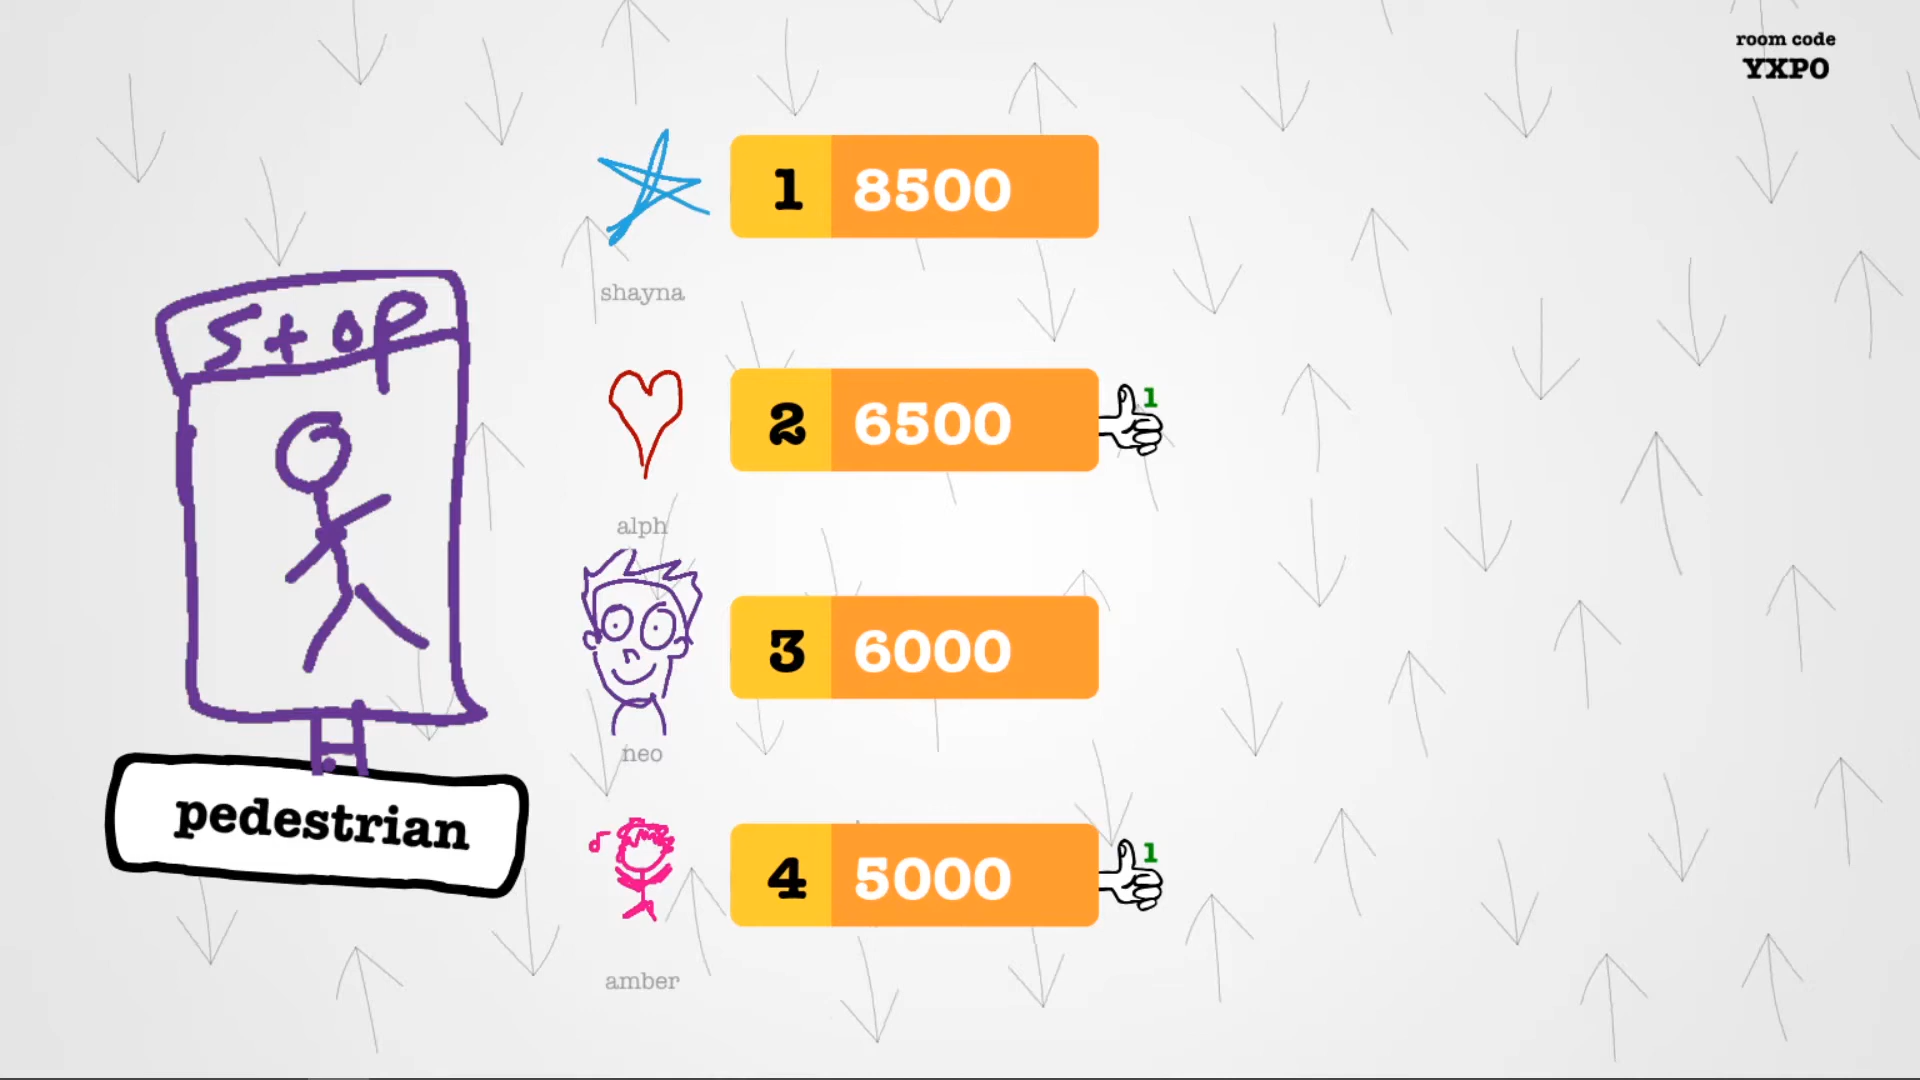 room code
YXPO
stop
pedestrian
1 8500
shayna
2 6500 1
alph
3 6000
neo
4 5000 1
amber